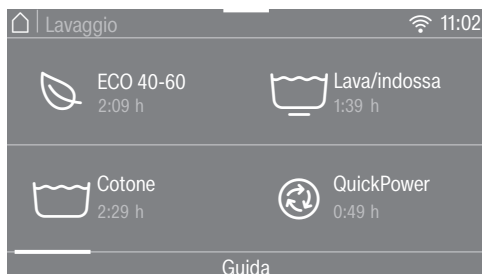 Lavaggio 11:02
ECO 40-60
2:09 h
Lava/indossa
1:39 h
Cotone
2:29 h
QuickPower
0:49 h
Guida